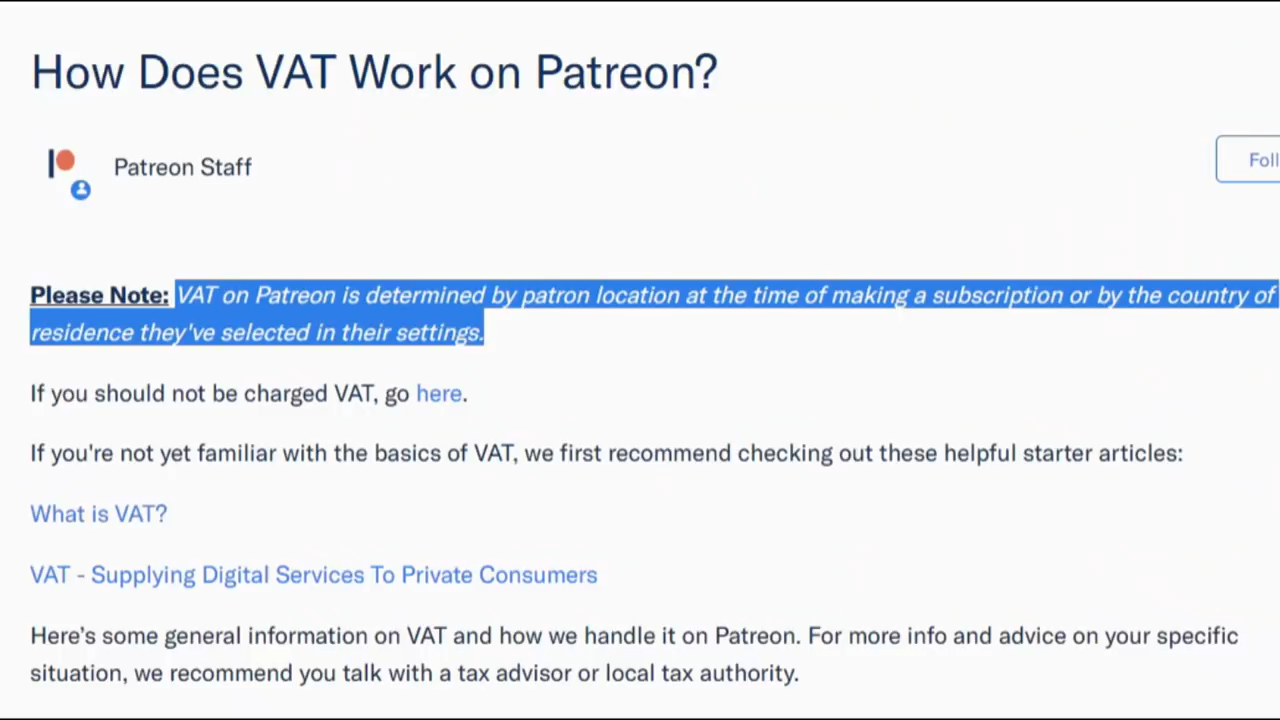 How Does VAT Work on Patreon?
Patreon Staff
Foll
Please Note: VAT on Patreon is determined by patron location at the time of making a subscription or by the country of
residence they've selected in their settings.
If you should not be charged VAT, go here.
If you're not yet familiar with the basics of VAT, we first recommend checking out these helpful starter articles:
What is VAT?
VAT - Supplying Digital Services To Private Consumers
Here’s some general information on VAT and how we handle it on Patreon. For more info and advice on your specific
situation, we recommend you talk with a tax advisor or local tax authority.